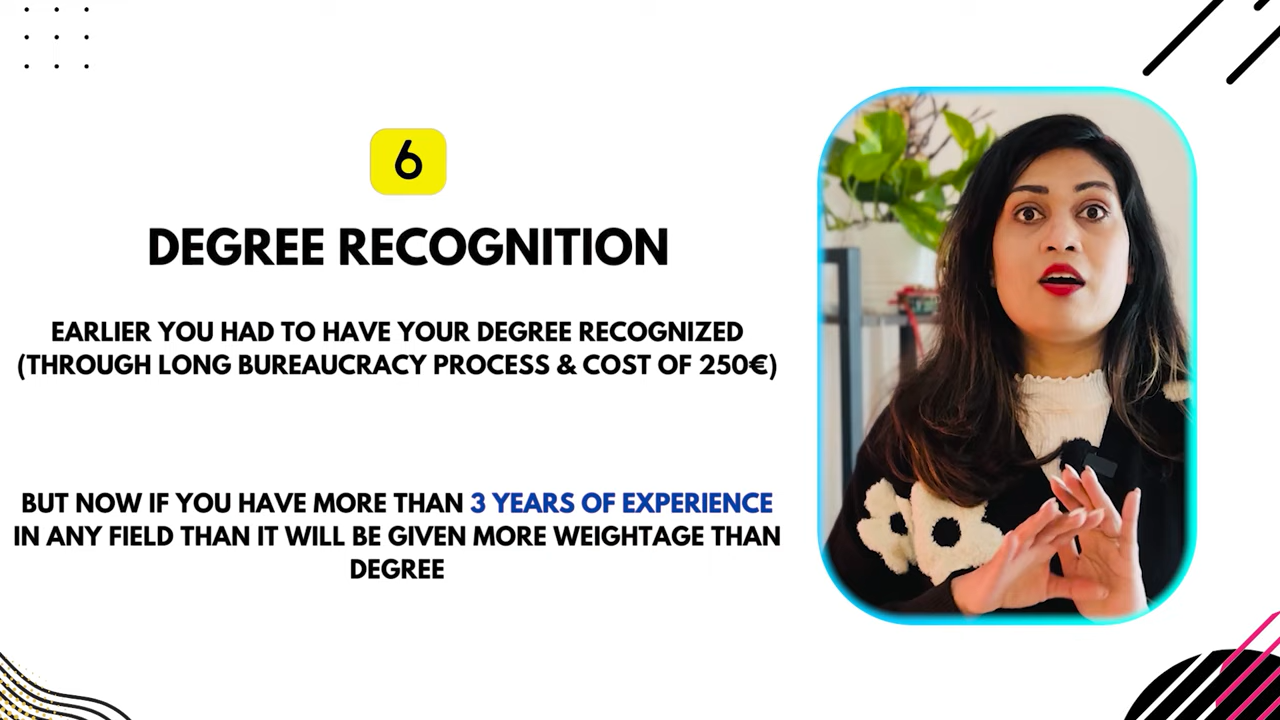 6
DEGREE RECOGNITION
EARLIER YOU HAD TO HAVE YOUR DEGREE RECOGNIZED
(THROUGH LONG BUREAUCRACY PROCESS & COST OF 250€)
BUT NOW IF YOU HAVE MORE THAN 3 YEARS OF EXPERIENCE
IN ANY FIELD THAN IT WILL BE GIVEN MORE WEIGHTAGE THAN
DEGREE